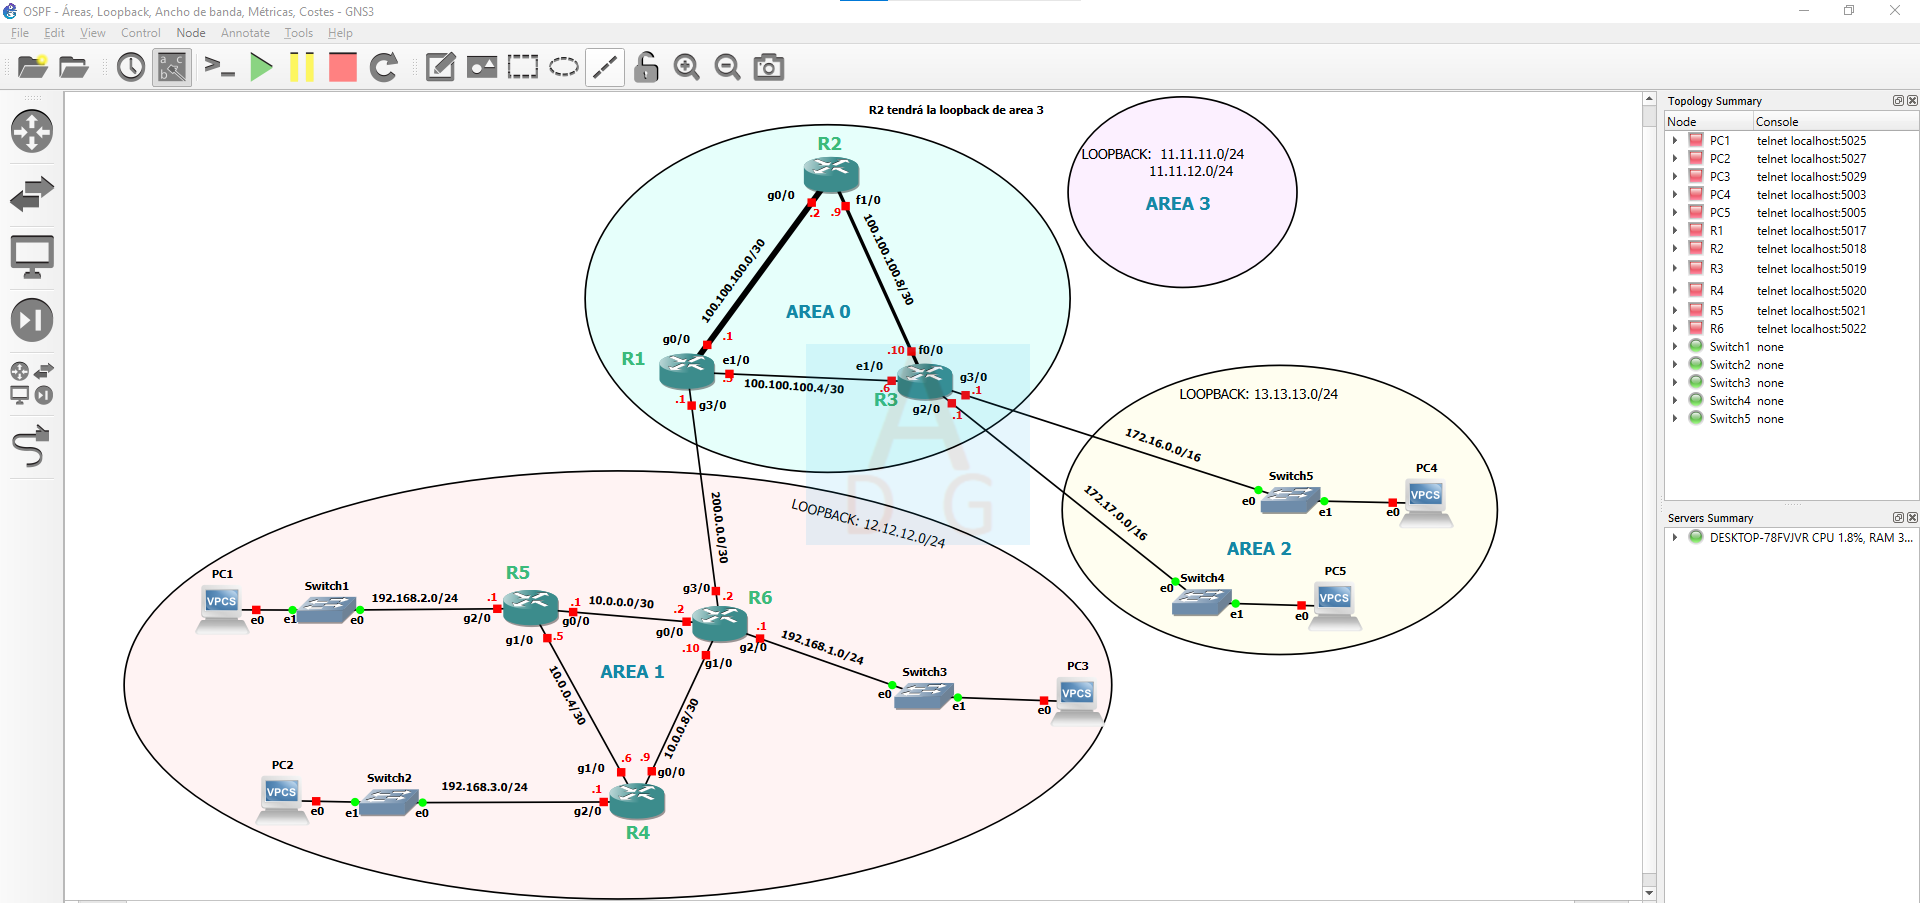 OSPF - Áreas, Loopback, Ancho de banda, Métricas, Costes - GNS3
File Edit View Control Node Annotate Tools Help
R2 tendrá la loopback de area 3
R2
g0/0
f1/0
.2
.9
100.100.100.0/30
100.100.100.8/30
AREA 0
g0/0
.1
R1
e1/0
.5
100.100.100.4/30
.10
f0/0
e1/0
.6
R3
g3/0
.1
g2/0
.1
.1
g3/0
LOOPBACK: 11.11.11.0/24
11.11.12.0/24
AREA 3
LOOPBACK: 13.13.13.0/24
172.16.0.0/16
172.17.0.0/16
Switch5
e0
e1
PC4
VPCS
e0
AREA 2
Switch4
e0
e1
PC5
VPCS
e0
A
D G
200.0.0.0/30
LOOPBACK: 12.12.12.0/24
PC1
VPCS
e0
Switch1
e1
e0
192.168.2.0/24
R5
.1
g2/0
.1
g0/0
10.0.0.0/30
g1/0
.5
g3/0
.2
R6
.2
g0/0
.1
g2/0
.10
g1/0
192.168.1.0/24
AREA 1
10.0.0.4/30
10.0.0.8/30
Switch3
e0
e1
PC3
VPCS
e0
PC2
VPCS
e0
Switch2
e1
e0
192.168.3.0/24
g1/0
.6
.9
g0/0
.1
g2/0
R4
Topology Summary
Node Console
PC1 telnet localhost:5025
PC2 telnet localhost:5027
PC3 telnet localhost:5029
PC4 telnet localhost:5003
PC5 telnet localhost:5005
R1 telnet localhost:5017
R2 telnet localhost:5018
R3 telnet localhost:5019
R4 telnet localhost:5020
R5 telnet localhost:5021
R6 telnet localhost:5022
Switch1 none
Switch2 none
Switch3 none
Switch4 none
Switch5 none
Servers Summary
DESKTOP-78FVJVR CPU 1.8%, RAM 3...